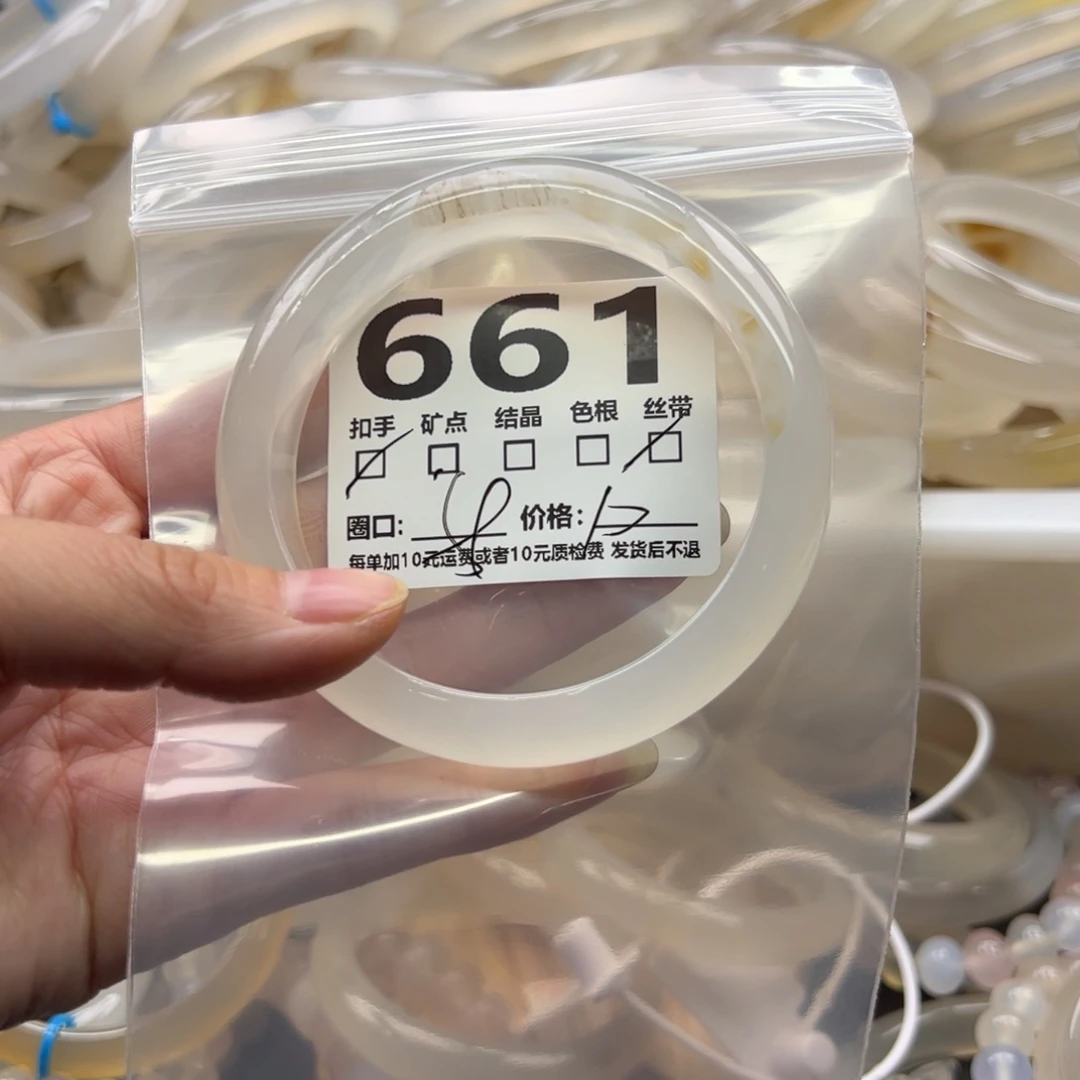 661
扣手 矿点 结晶 色根 丝带
圈口: 价格:
每单加10元运费或者10元质检费 发货后不退